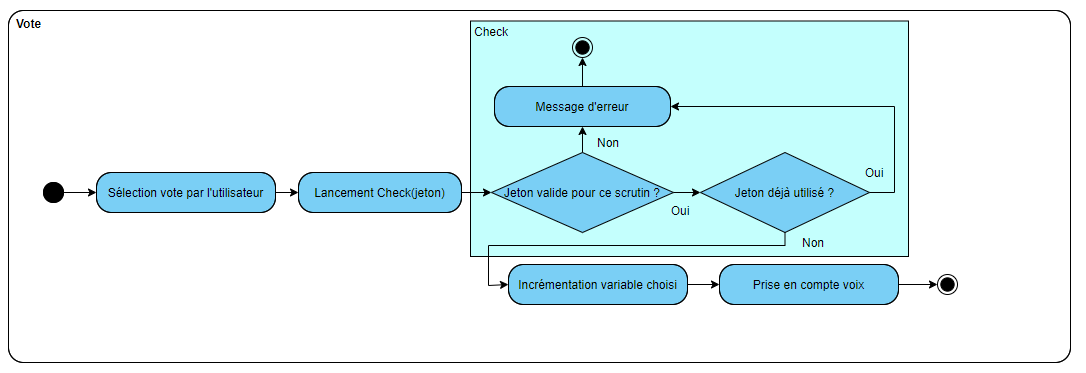 Vote
Check
Message d'erreur
Non
Sélection vote par l'utilisateur
Lancement Check(jeton)
Jeton valide pour ce scrutin ?
Oui
Jeton déjà utilisé ?
Oui
Non
Incrémentation variable choisi
Prise en compte voix